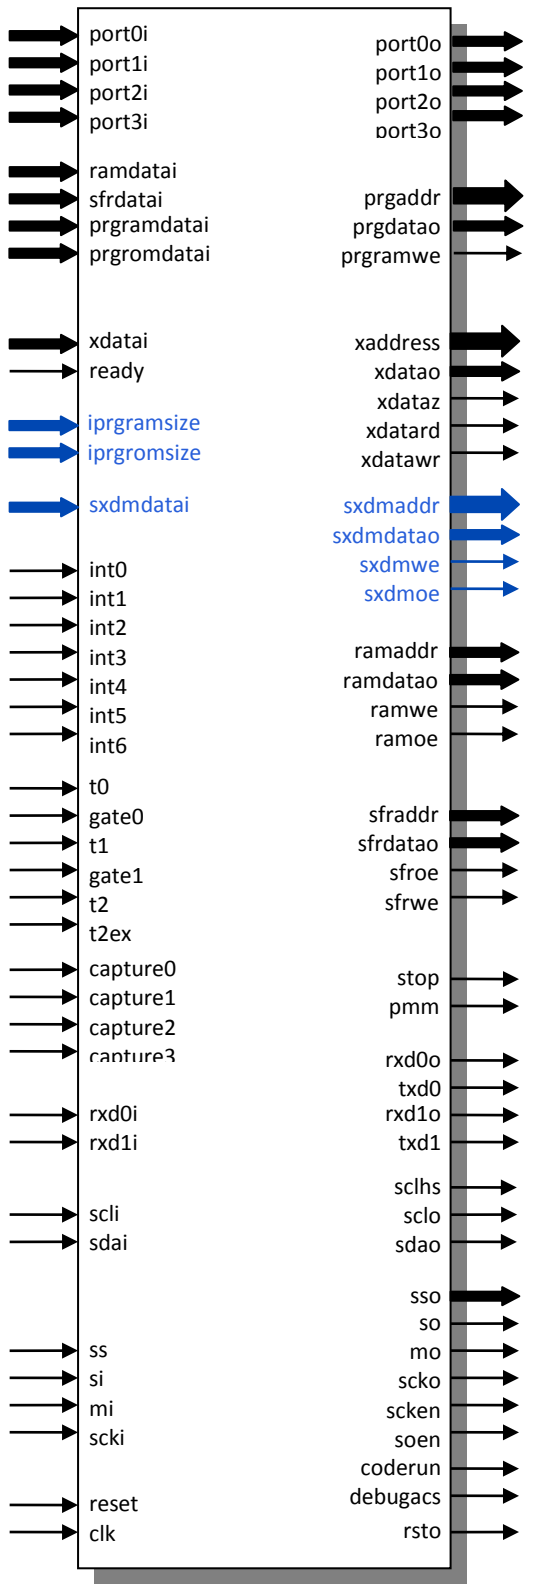 port0i
port1i
port2i
port3i
ramdatai
sfrdatai
prgramdatai
prgromdatai
xdatai
ready
iprgramsize
iprgromsize
sxdmdatai
int0
int1
int2
int3
int4
int5
int6
t0
gate0
t1
gate1
t2
t2ex
capture0
capture1
capture2
capture3
rxd0i
rxd1i
scli
sdai
ss
si
mi
scki
reset
clk
port0o
port1o
port2o
port3o
prgaddr
prgdatao
prgramwe
xaddress
xdatao
xdataz
xdatard
xdatawr
sxdmaddr
sxdmdatao
sxdmwe
sxdmoe
ramaddr
ramdatao
ramwe
ramoe
sfraddr
sfrdatao
sfroe
sfrwe
stop
pmm
rxd0o
txd0
rxd1o
txd1
sclhs
sclo
sdao
sso
so
mo
scko
scken
soen
coderun
debugacs
rsto